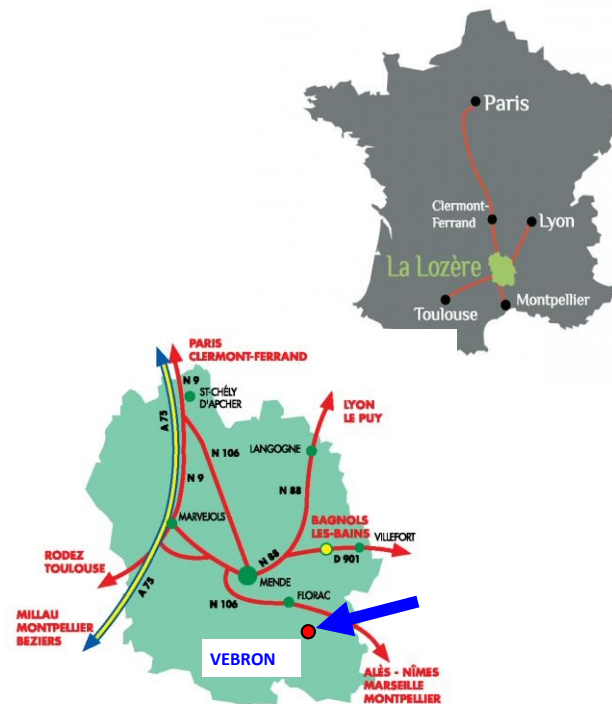 Paris
Clermont-
Ferrand
Lyon
La Lozère
Toulouse
Montpellier
PARIS
CLERMONT-FERRAND
N 9
ST-CHÉLY
D'APCHER
LYON
LE PUY
A 75
N 106
LANGOGNE
N 9
N 88
MARVEJOLS
BAGNOLS
LES-BAINS
VILLEFORT
N 88
D 901
RODEZ
TOULOUSE
MENDE
A 75
N 106
FLORAC
MILLAU
MONTPELLIER
BEZIERS
VEBRON
ALÈS - NÎMES
MARSEILLE
MONTPELLIER